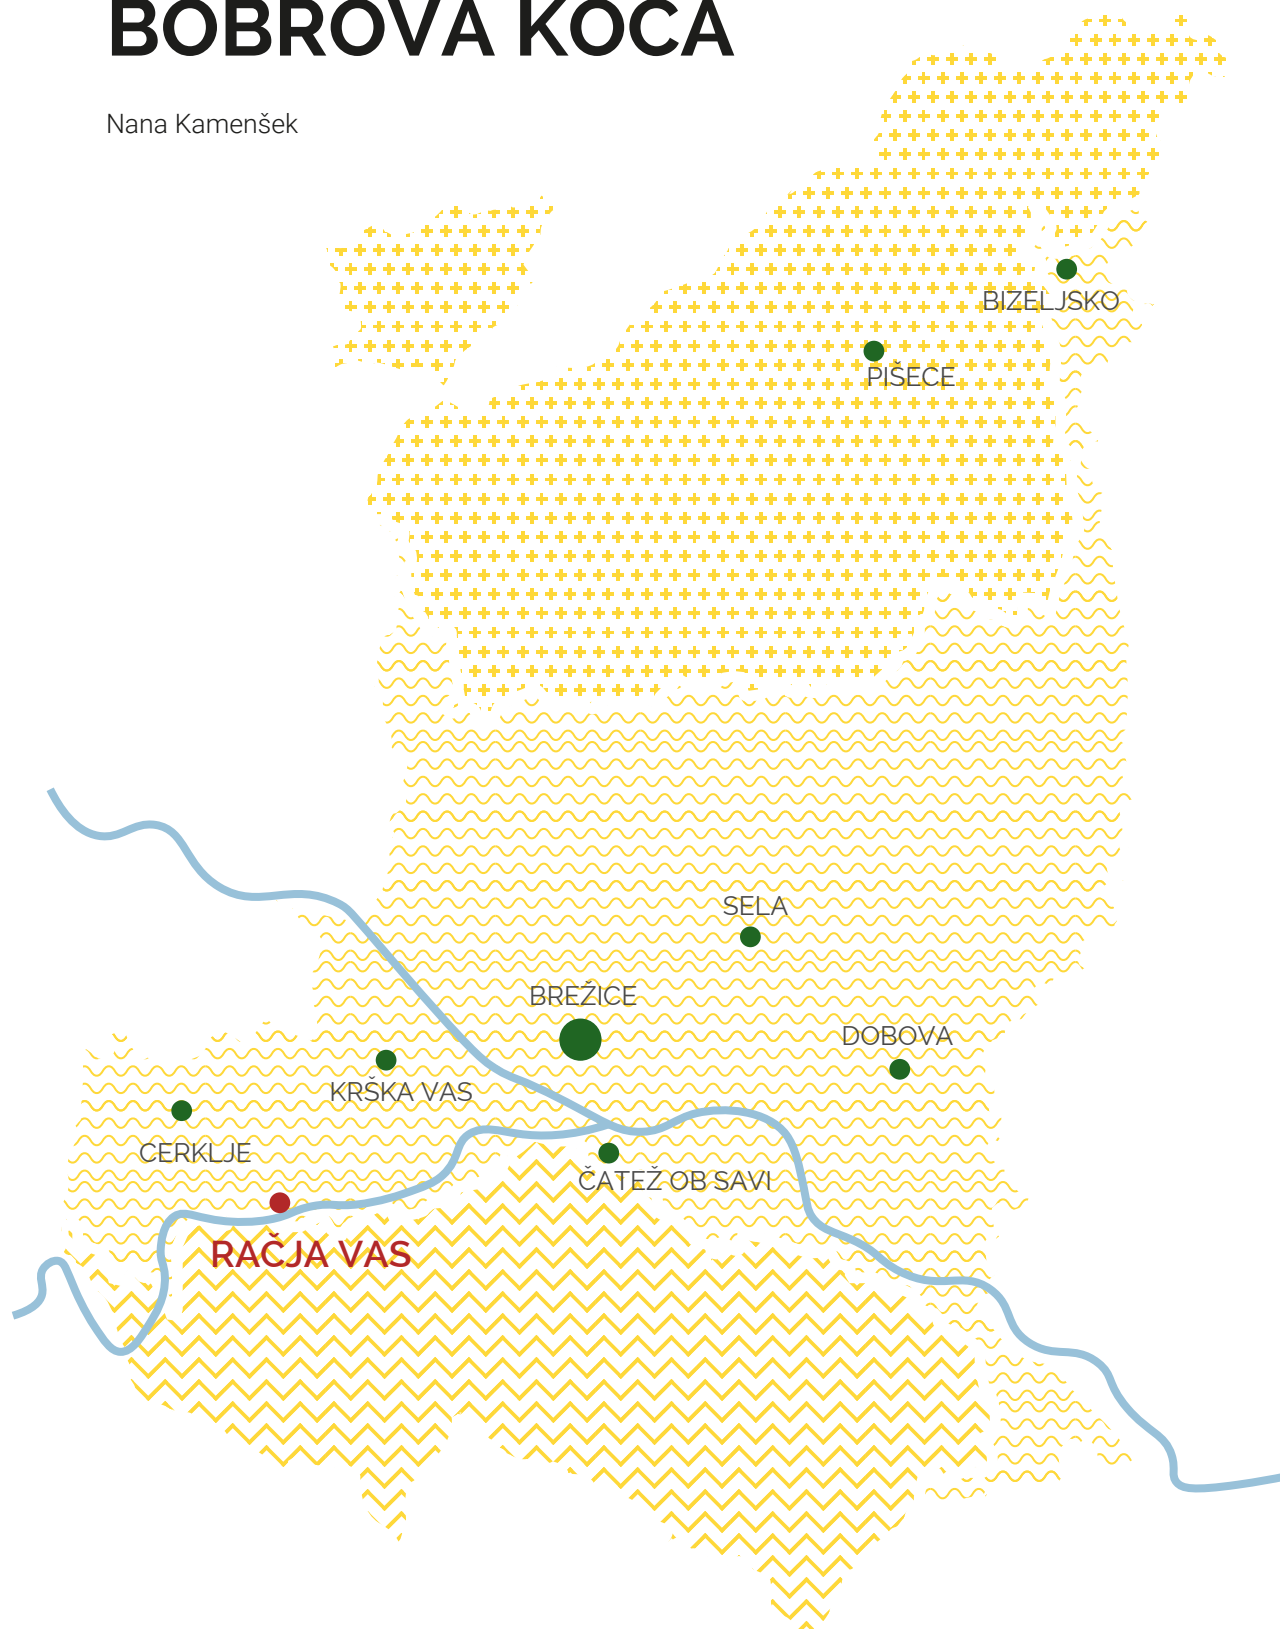 BOBROVA KOČA
Nana Kamenšek
BIZELJSKO
PIŠECE
SELA
BREŽICE
DOBOVA
KRŠKA VAS
CERKLJE
ČATEŽ OB SAVI
RAČJA VAS